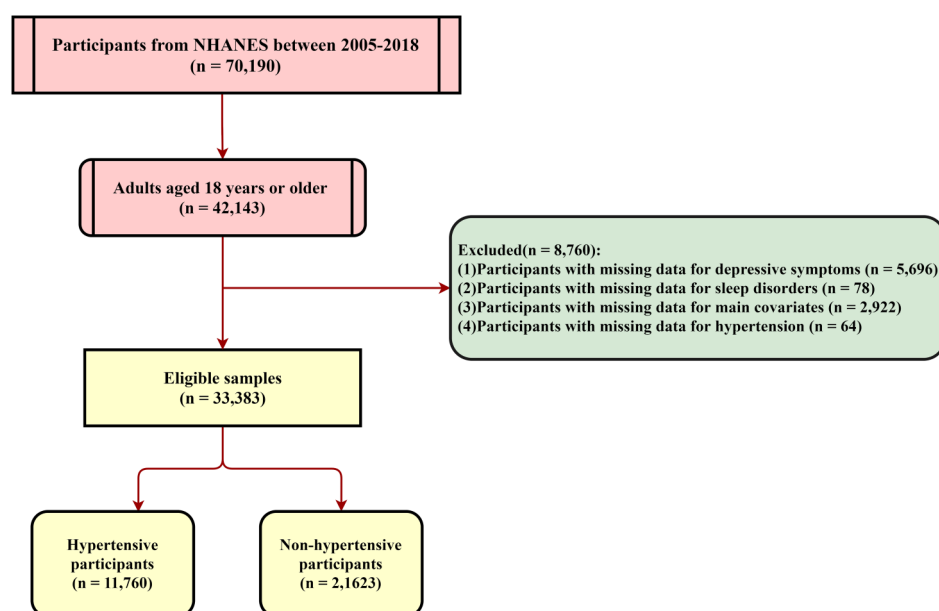 Participants from NHANES between 2005-2018
(n = 70,190)
Adults aged 18 years or older
(n = 42,143)
Excluded(n = 8,760):
(1)Participants with missing data for depressive symptoms (n = 5,696)
(2)Participants with missing data for sleep disorders (n = 78)
(3)Participants with missing data for main covariates (n = 2,922)
(4)Participants with missing data for hypertension (n = 64)
Eligible samples
(n = 33,383)
Hypertensive
participants
(n = 11,760)
Non-hypertensive
participants
(n = 2,1623)